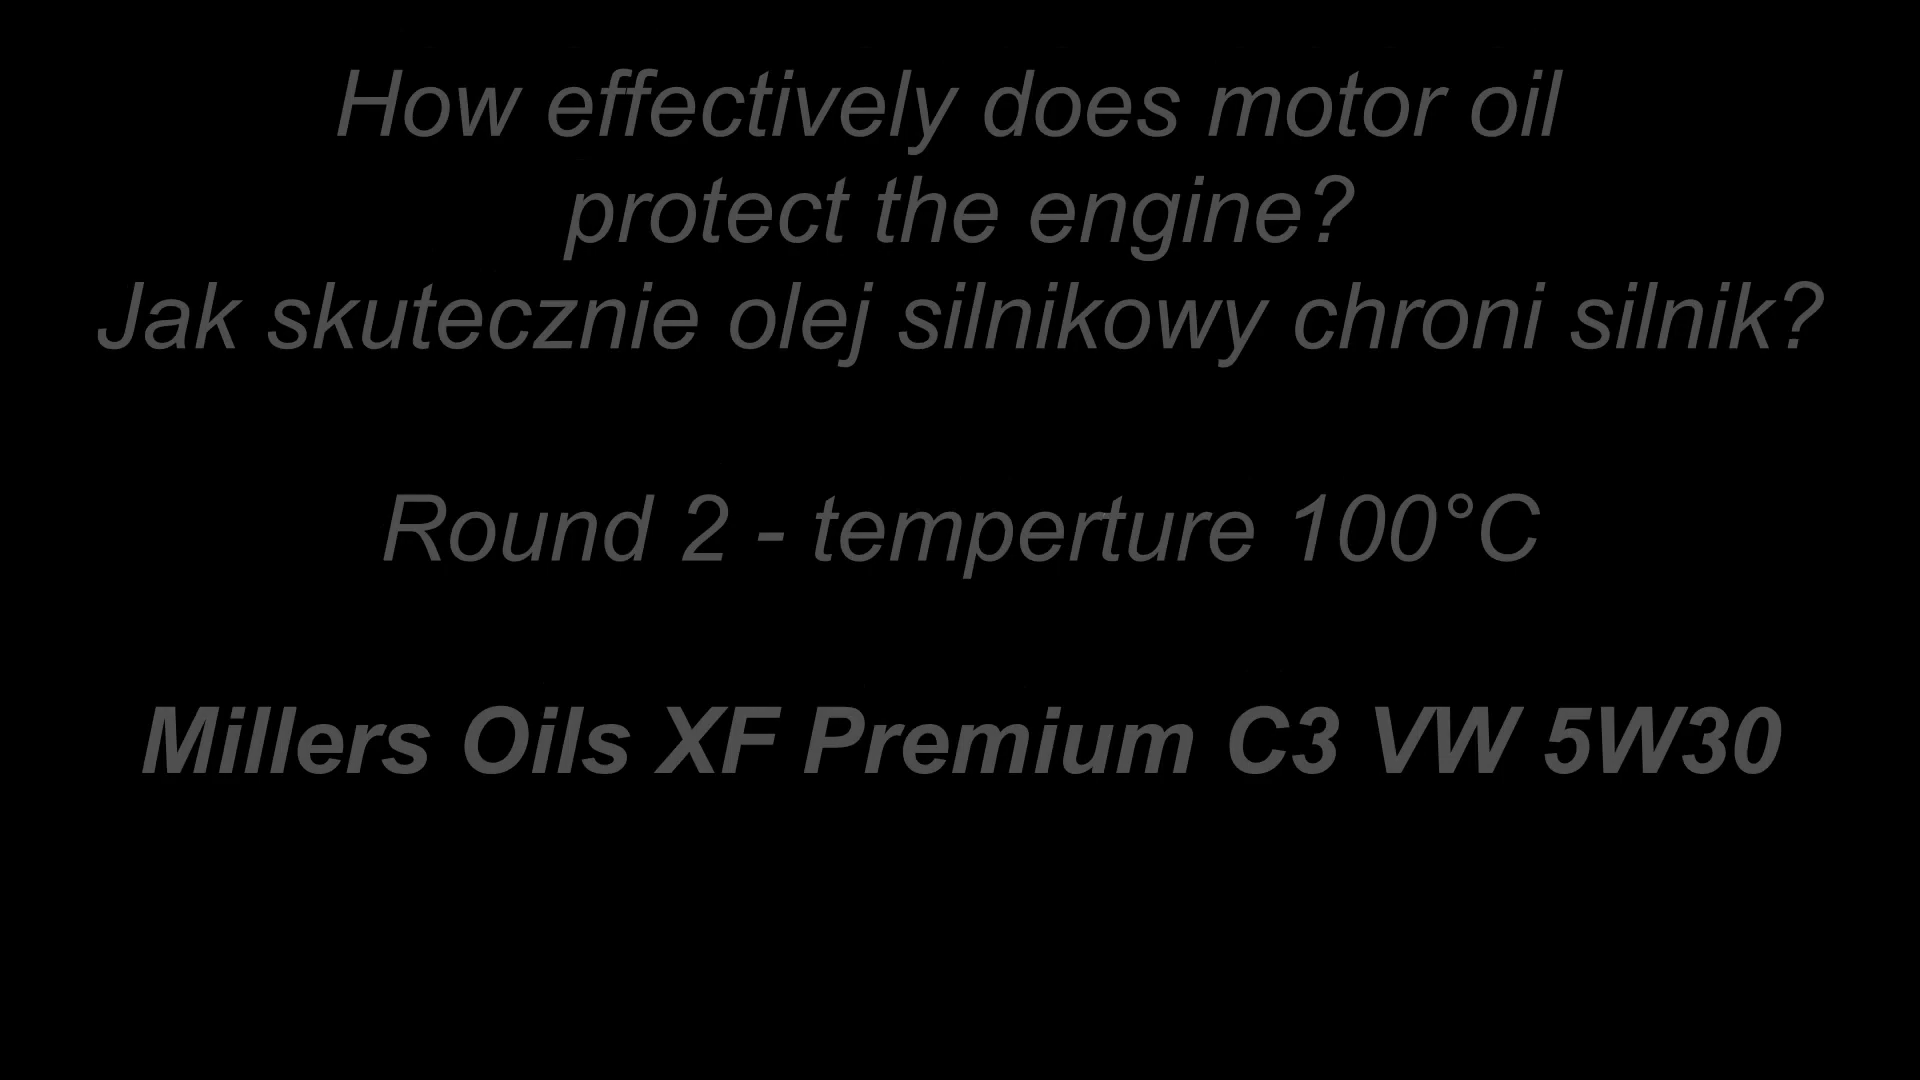 How effectively does motor oil
protect the engine?
Jak skutecznie olej silnikowy chroni silnik?
Round 2 - temperture 100°C
Millers Oils XF Premium C3 VW 5W30